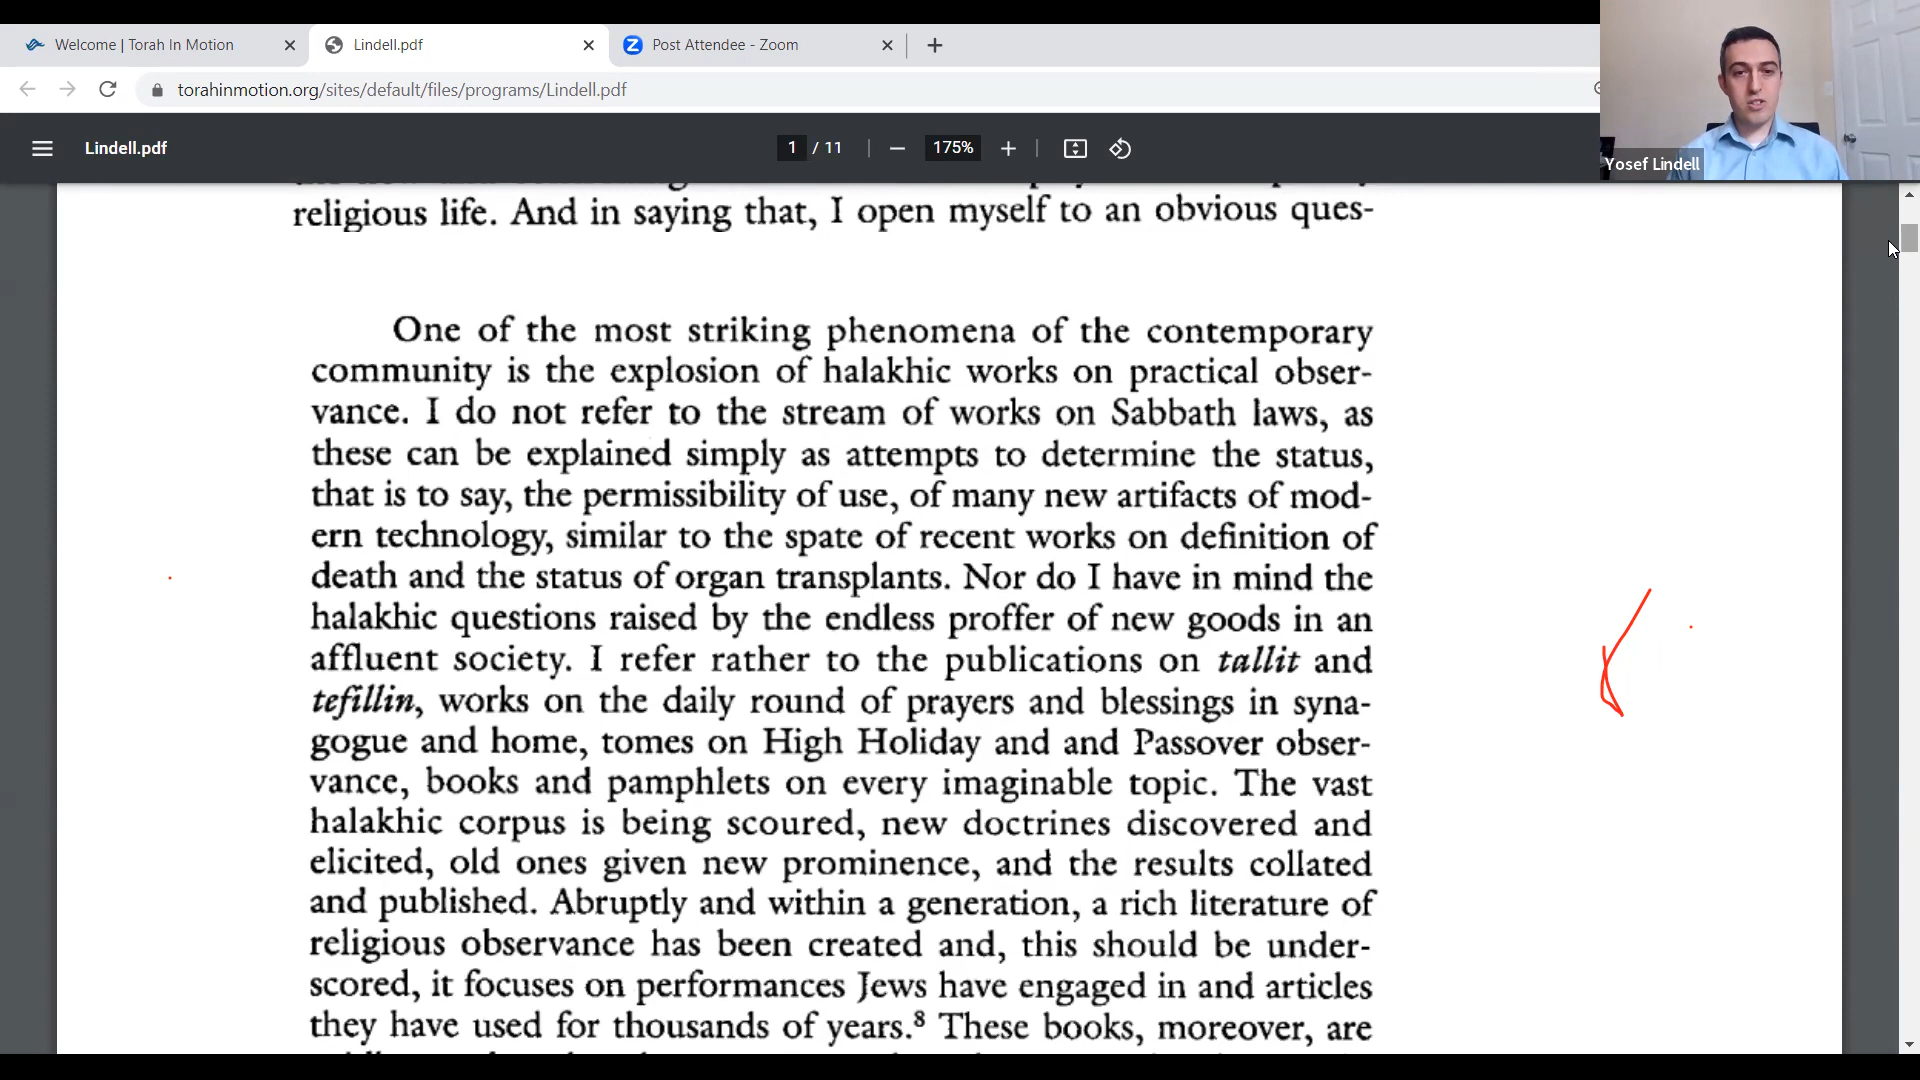 Welcome | Torah In Motion
Lindell.pdf
Post Attendee - Zoom
torahinmotion.org/sites/default/files/programs/Lindell.pdf
Lindell.pdf
1 / 11
175%
Yosef Lindell
religious life. And in saying that, I open myself to an obvious ques-
One of the most striking phenomena of the contemporary
community is the explosion of halakhic works on practical obser-
vance. I do not refer to the stream of works on Sabbath laws, as
these can be explained simply as attempts to determine the status,
that is to say, the permissibility of use, of many new artifacts of mod-
ern technology, similar to the spate of recent works on definition of
death and the status of organ transplants. Nor do I have in mind the
halakhic questions raised by the endless proffer of new goods in an
affluent society. I refer rather to the publications on tallit and
tefillin, works on the daily round of prayers and blessings in syna-
gogue and home, tomes on High Holiday and and Passover obser-
vance, books and pamphlets on every imaginable topic. The vast
halakhic corpus is being scoured, new doctrines discovered and
elicited, old ones given new prominence, and the results collated
and published. Abruptly and within a generation, a rich literature of
religious observance has been created and, this should be under-
scored, it focuses on performances Jews have engaged in and articles
they have used for thousands of years.⁸ These books, moreover, are